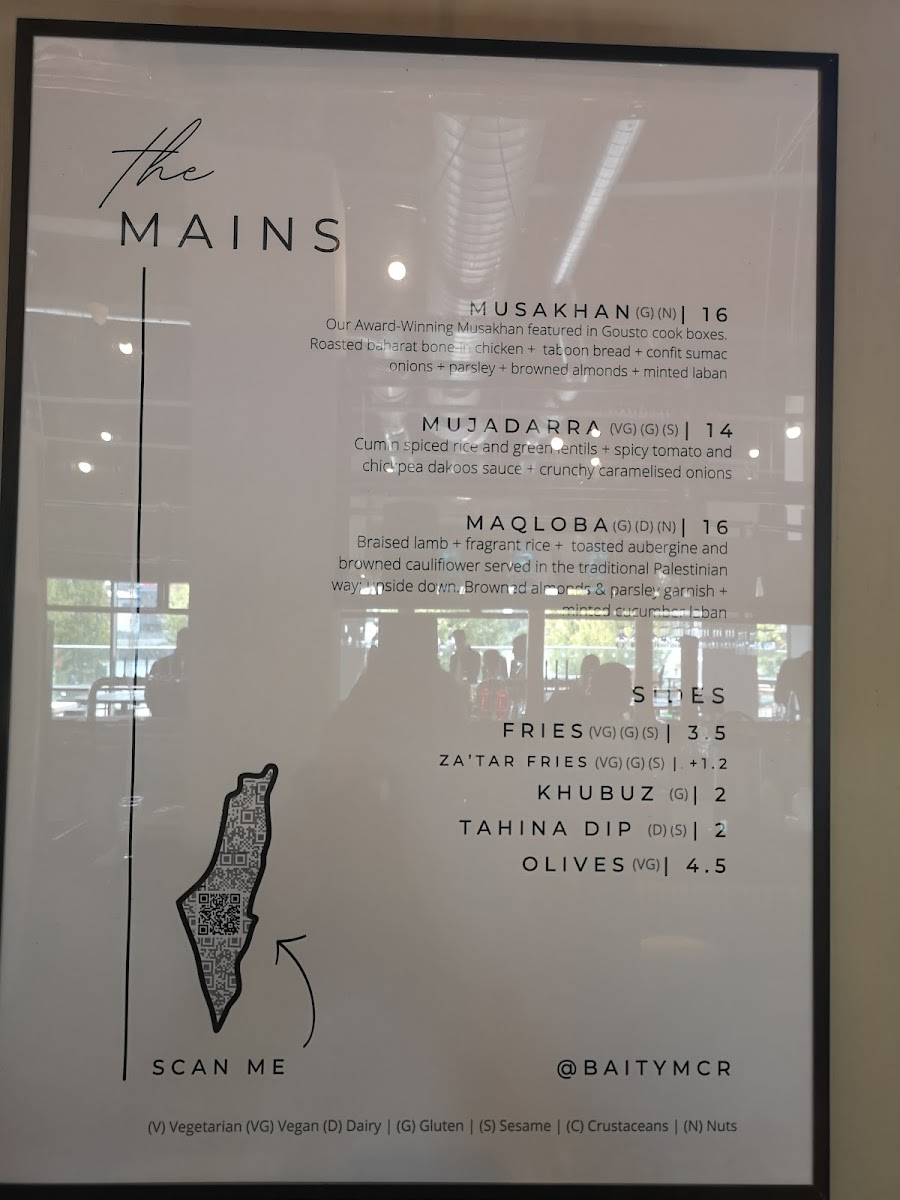 the
MAINS
MUSAKHAN (G) (N) | 16
Our Award-Winning Musakhan featured in Gousto cook boxes.
Roasted baharat bone-in chicken + taboon bread + confit sumac
onions + parsley + browned almonds + minted laban
MUJADARRA (VG) (G) (S) | 14
Cumin spiced rice and green lentils + spicy tomato and
chickpea dakoos sauce + crunchy caramelised onions
MAQLOBA (G) (D) (N) | 16
Braised lamb + fragrant rice + toasted aubergine and
browned cauliflower served in the traditional Palestinian
way; upside down. Browned almonds & parsley garnish +
minted cucumber laban
SIDES
FRIES (VG) (G) (S) | 3.5
ZA'TAR FRIES (VG) (G) (S) | +1.2
KHUBUZ (G) | 2
TAHINA DIP (D) (S) | 2
OLIVES (VG) | 4.5
SCAN ME
@BAITYMCR
(V) Vegetarian (VG) Vegan (D) Dairy | (G) Gluten | (S) Sesame | (C) Crustaceans | (N) Nuts